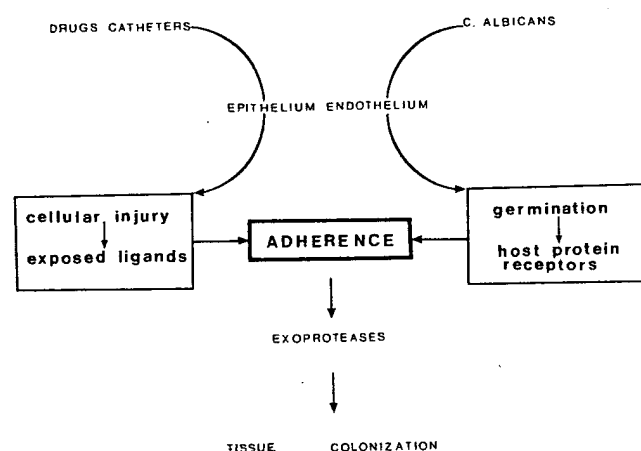 DRUGS CATHETERS
C. ALBICANS
EPITHELIUM ENDOTHELIUM
cellular injury
exposed ligands
ADHERENCE
germination
host protein
receptors
EXOPROTEASES
TISSUE COLONIZATION